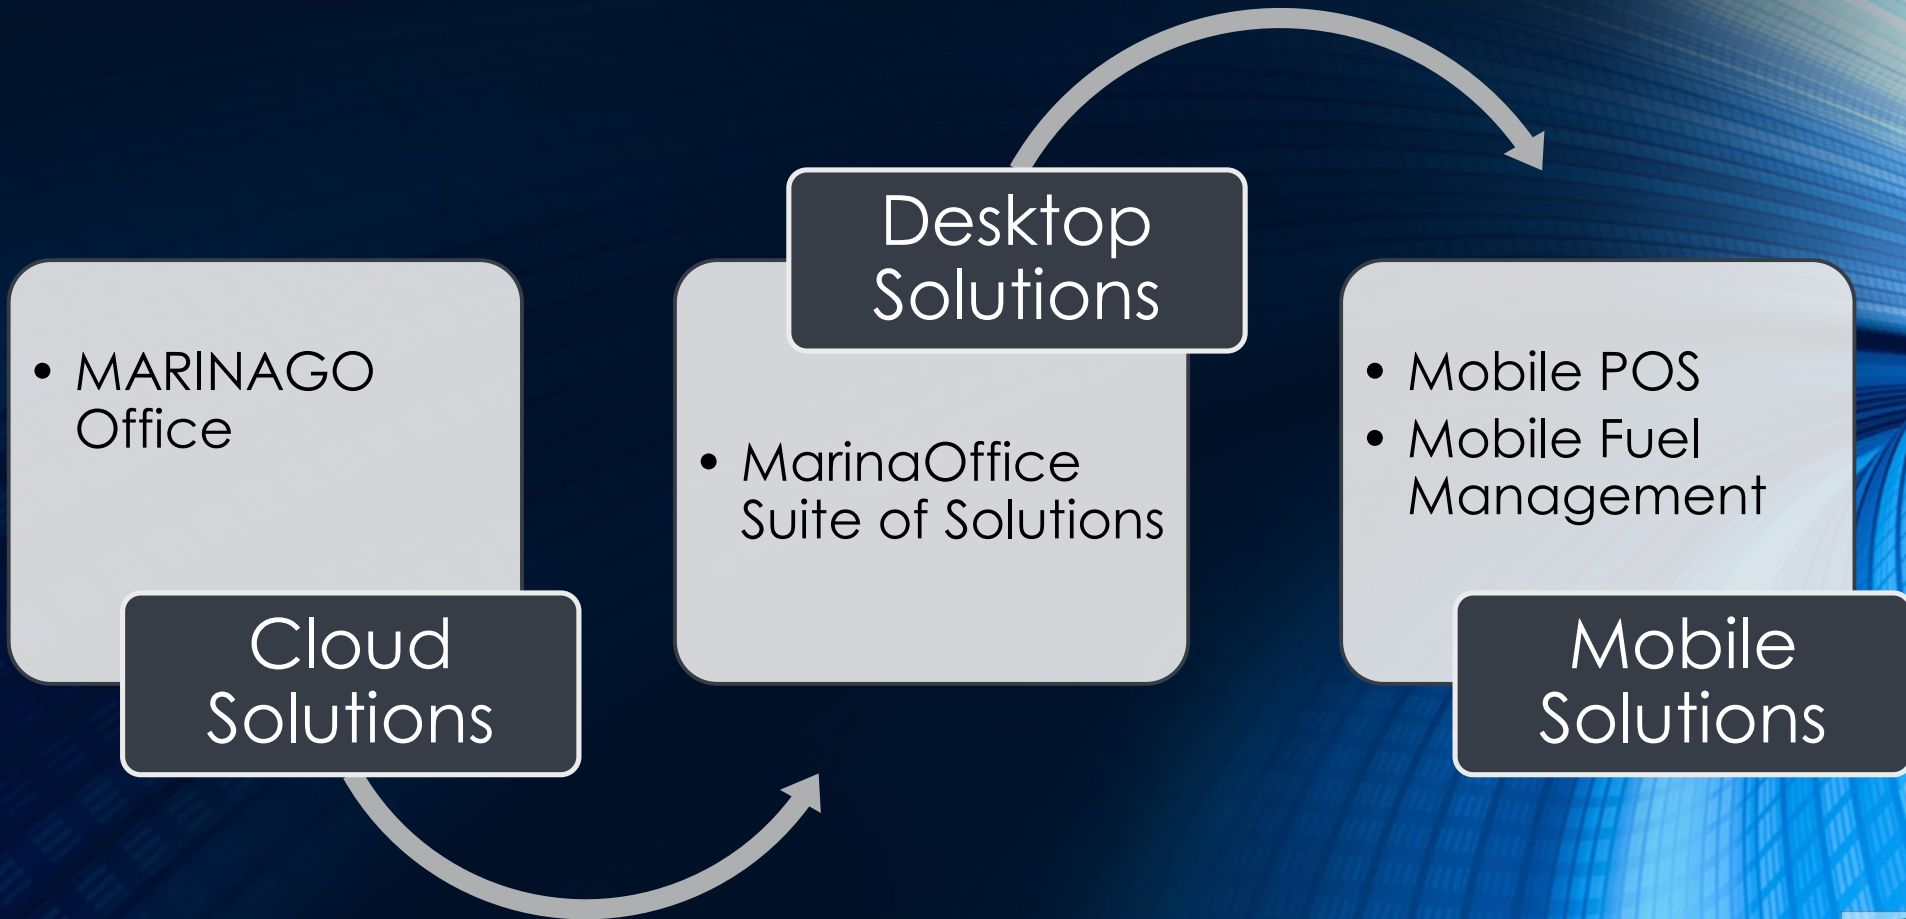 • MARINAGO
Office
Cloud
Solutions
Desktop
Solutions
• MarinaOffice
Suite of Solutions
• Mobile POS
• Mobile Fuel
Management
Mobile
Solutions